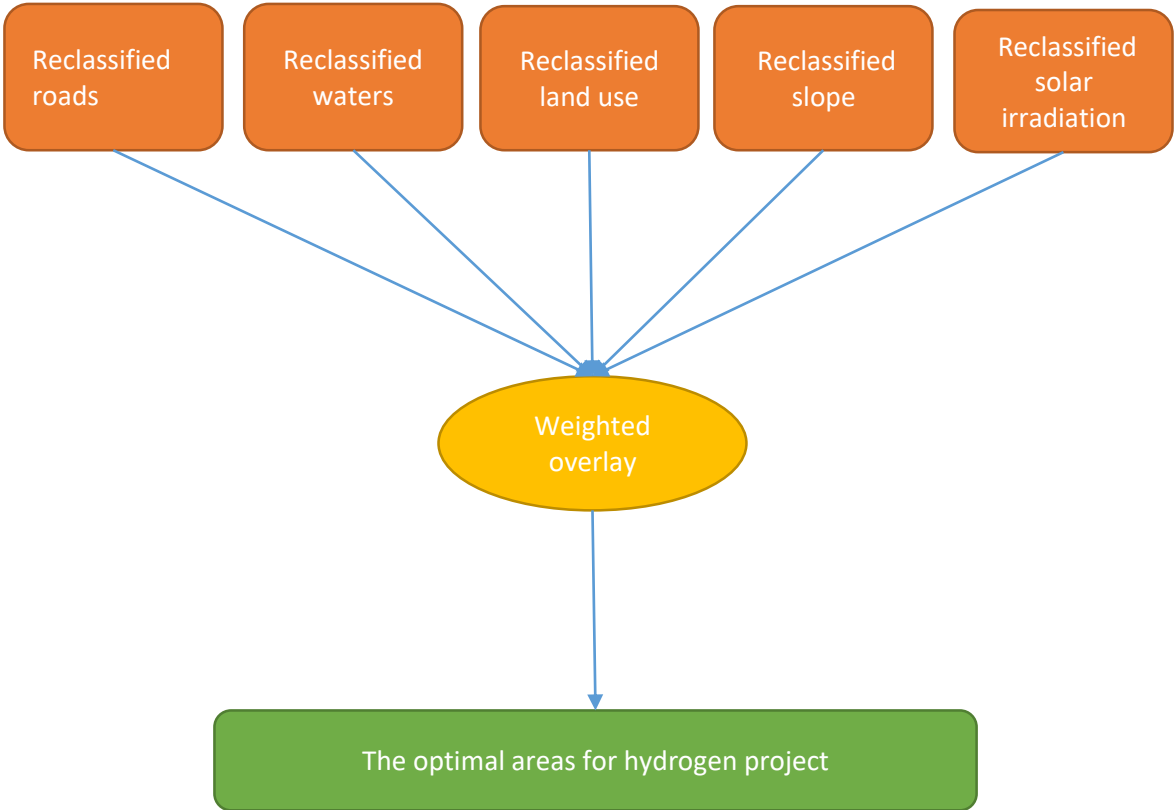 Reclassified
roads
Reclassified
waters
Reclassified
land use
Reclassified
slope
Reclassified
solar
irradiation
Weighted
overlay
The optimal areas for hydrogen project